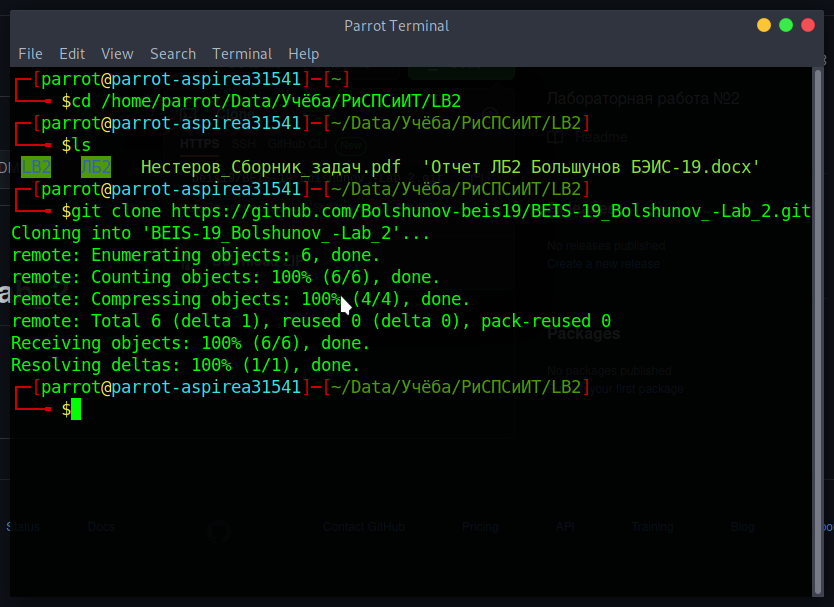 Parrot Terminal
File Edit View Search Terminal Help
┌─[parrot@parrot-aspirea31541]─[~]
└──╼ $cd /home/parrot/Data/Учёба/РиСПСиИТ/LB2
┌─[parrot@parrot-aspirea31541]─[~/Data/Учёба/РиСПСиИТ/LB2]
└──╼ $ls
LB2 ЛБ2 Нестеров_Сборник_задач.pdf 'Отчет ЛБ2 Большунов БЭИС-19.docx'
┌─[parrot@parrot-aspirea31541]─[~/Data/Учёба/РиСПСиИТ/LB2]
└──╼ $git clone https://github.com/Bolshunov-beis19/BEIS-19_Bolshunov_-Lab_2.git
Cloning into 'BEIS-19_Bolshunov_-Lab_2'...
remote: Enumerating objects: 6, done.
remote: Counting objects: 100% (6/6), done.
remote: Compressing objects: 100% (4/4), done.
remote: Total 6 (delta 1), reused 0 (delta 0), pack-reused 0
Receiving objects: 100% (6/6), done.
Resolving deltas: 100% (1/1), done.
┌─[parrot@parrot-aspirea31541]─[~/Data/Учёба/РиСПСиИТ/LB2]
└──╼ $
Лабораторная работа №2
HTTPS SSH GitHub CLI New
Readme
No releases published
Create a new release
Packages
No packages published
your first package
Status Docs Contact GitHub Pricing API Training Blog